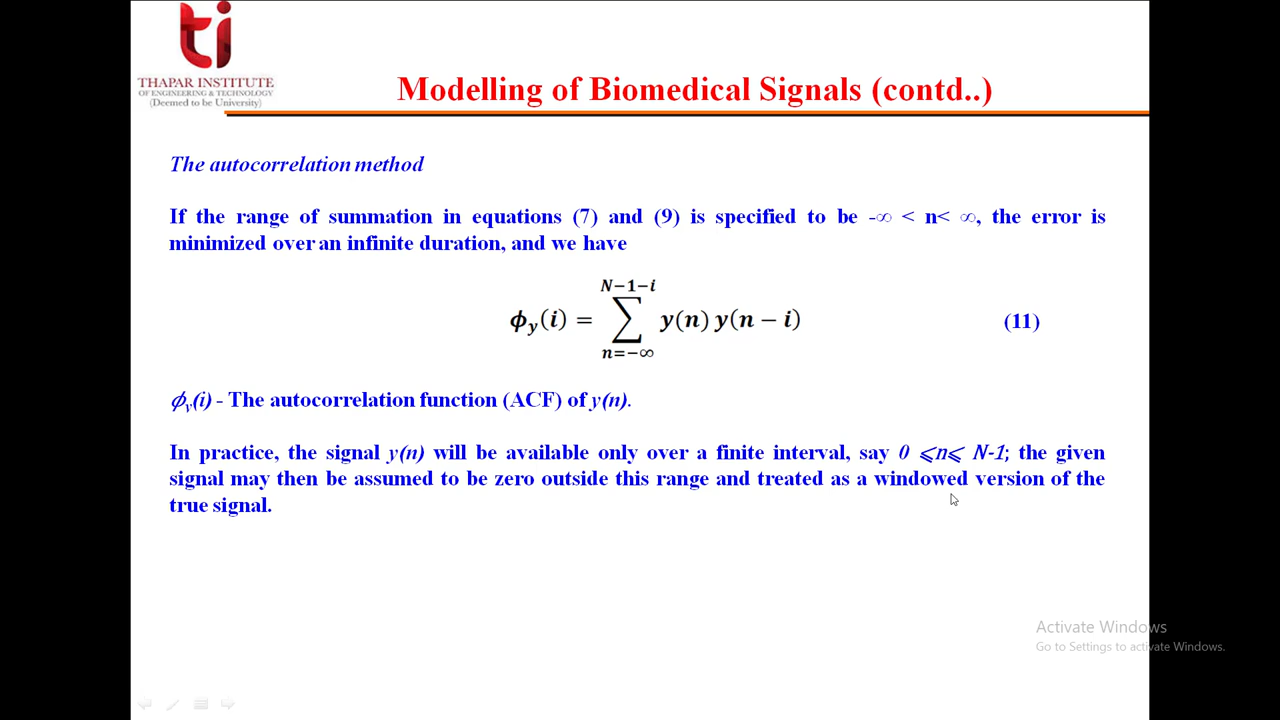 ti
THAPAR INSTITUTE
OF ENGINEERING & TECHNOLOGY
(Deemed to be University)
Modelling of Biomedical Signals (contd..)
The autocorrelation method
If the range of summation in equations (7) and (9) is specified to be -∞ < n< ∞, the error is
minimized over an infinite duration, and we have
ϕy(i) = ∑_{n=−∞}^{N−1−i} y(n) y(n − i) (11)
ϕy(i) - The autocorrelation function (ACF) of y(n).
In practice, the signal y(n) will be available only over a finite interval, say 0 ⩽n⩽ N-1; the given
signal may then be assumed to be zero outside this range and treated as a windowed version of the
true signal.
Activate Windows
Go to Settings to activate Windows.